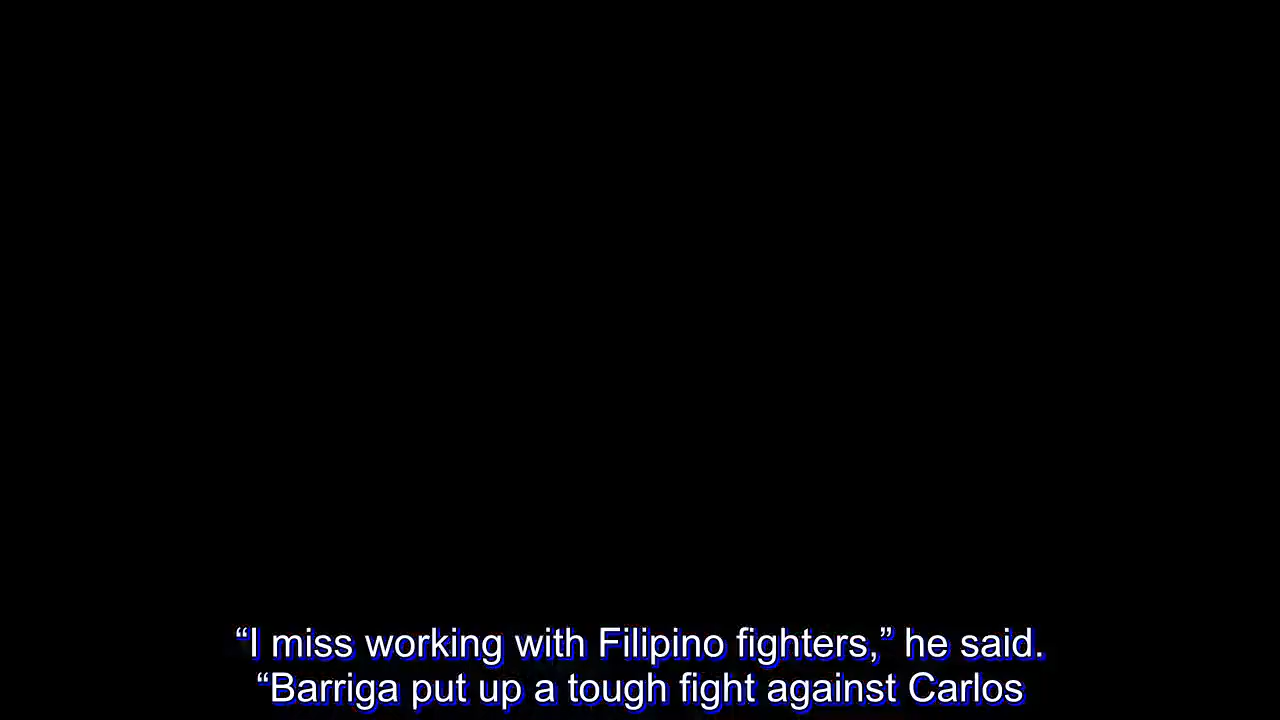 “I miss working with Filipino fighters,” he said.
“Barriga put up a tough fight against Carlos